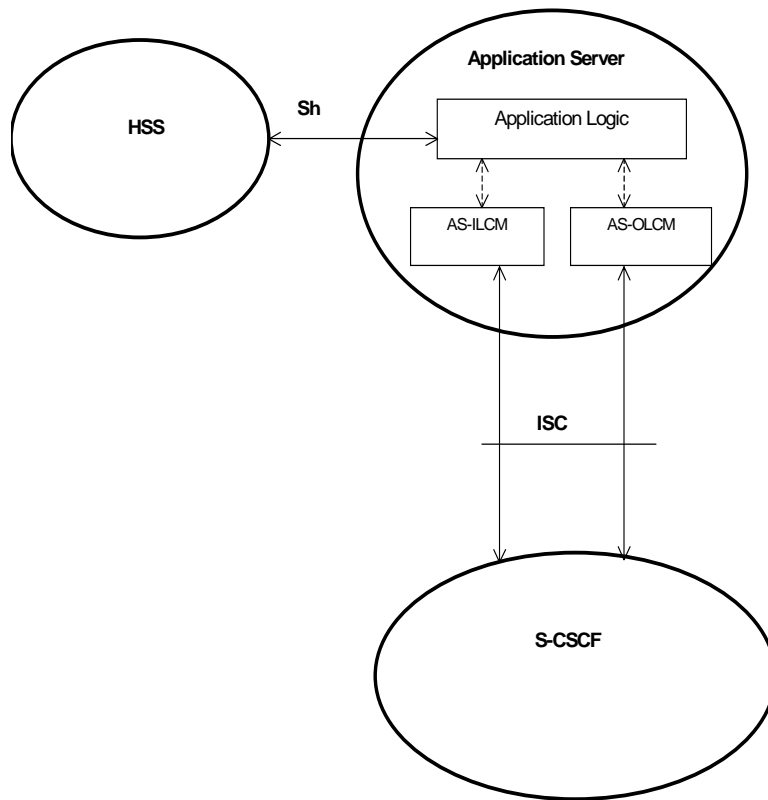 Application Server
HSS
Sh
Application Logic
AS-ILCM
AS-OLCM
ISC
S-CSCF